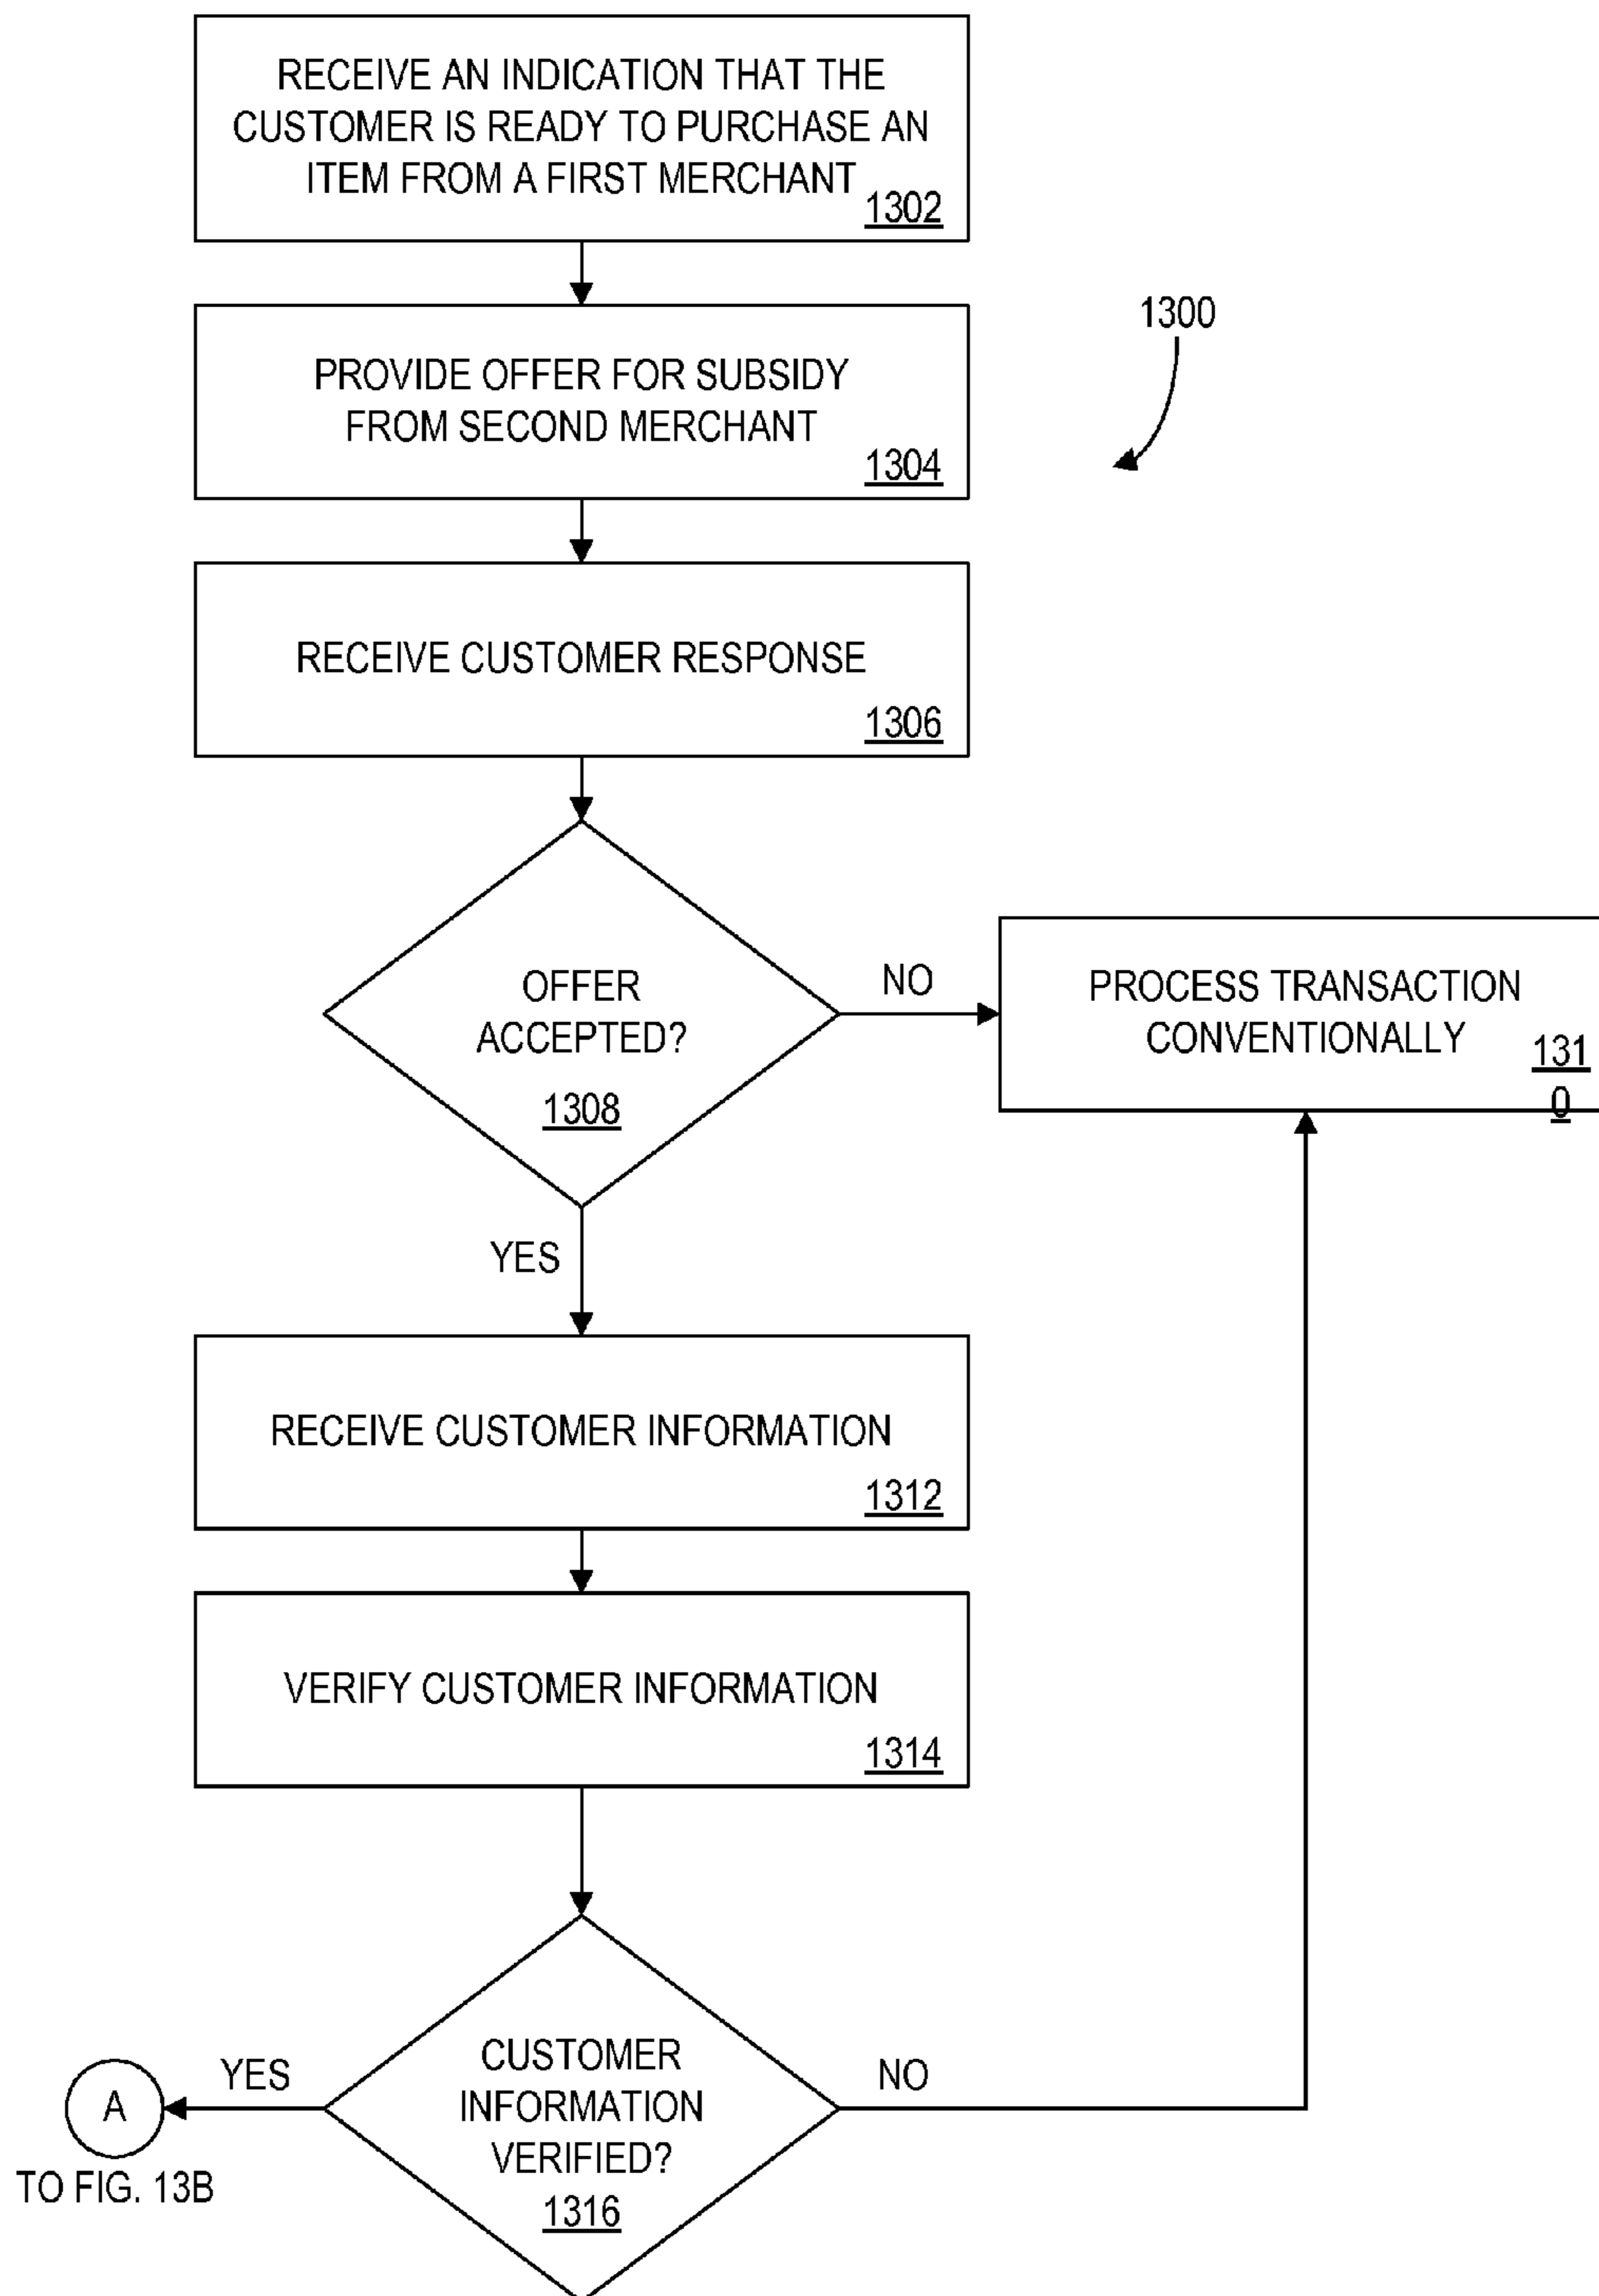 RECEIVE AN INDICATION THAT THE
CUSTOMER IS READY TO PURCHASE AN
ITEM FROM A FIRST MERCHANT
1302
1300
PROVIDE OFFER FOR SUBSIDY
FROM SECOND MERCHANT
1304
RECEIVE CUSTOMER RESPONSE
1306
OFFER
ACCEPTED?
1308
NO
PROCESS TRANSACTION
CONVENTIONALLY
131
0
YES
RECEIVE CUSTOMER INFORMATION
1312
VERIFY CUSTOMER INFORMATION
1314
CUSTOMER
INFORMATION
VERIFIED?
1316
YES
NO
A
TO FIG. 13B